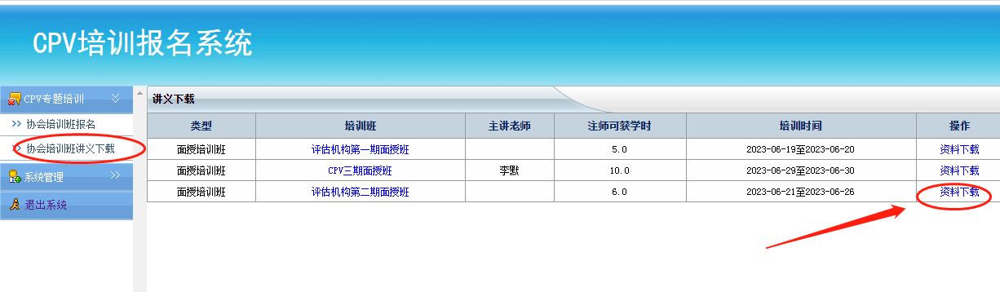 CPV培训报名系统
CPV专题培训
协会培训班报名
协会培训班讲义下载
系统管理
退出系统
讲义下载
类型 培训班 主讲老师 注师可获学时 培训时间 操作
面授培训班 评估机构第一期面授班 5.0 2023-06-19至2023-06-20 资料下载
面授培训班 CPV三期面授班 李默 10.0 2023-06-29至2023-06-30 资料下载
面授培训班 评估机构第二期面授班 6.0 2023-06-21至2023-06-26 资料下载